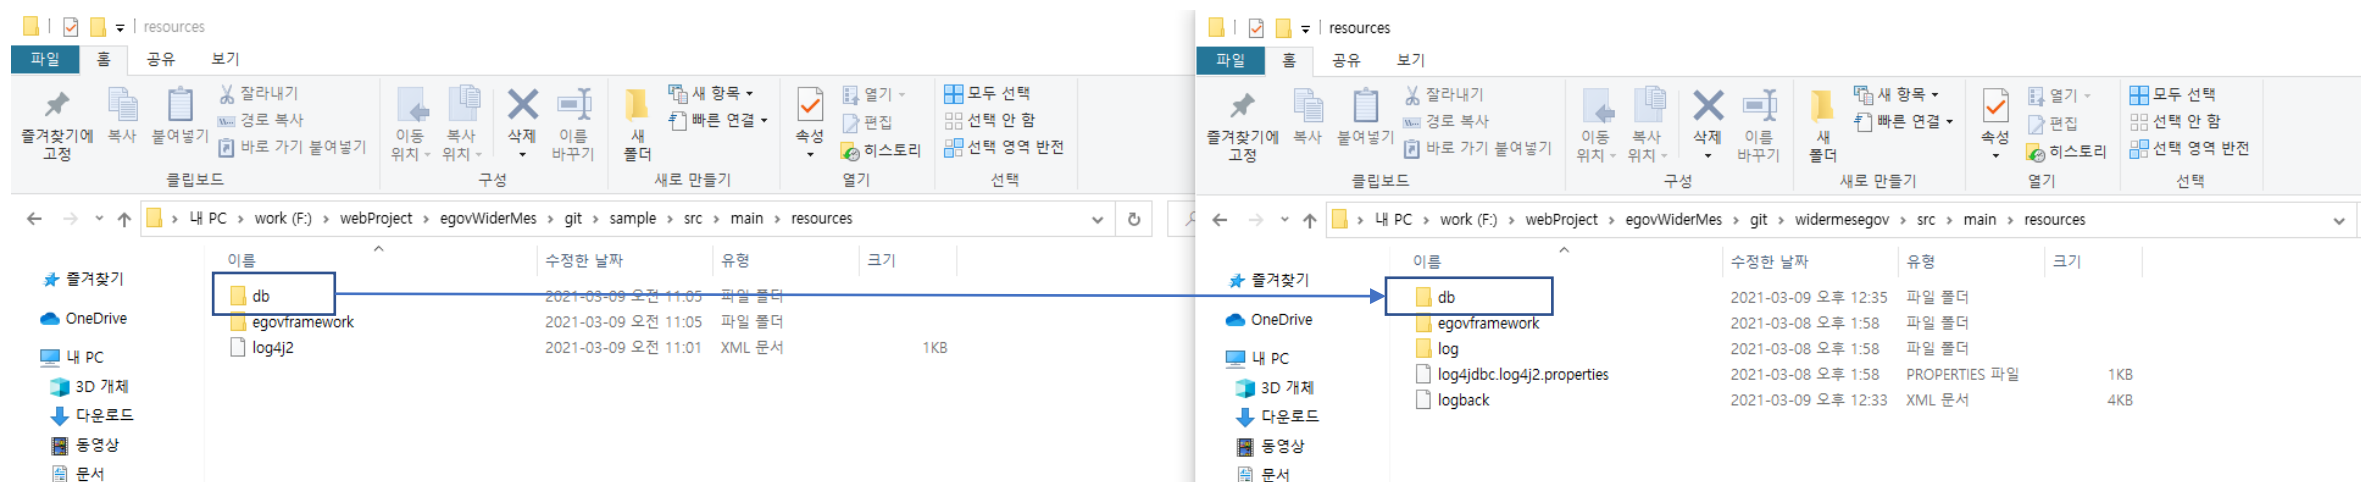 resources
파일 홈 공유 보기
즐겨찾기에 고정
복사
붙여넣기
잘라내기
경로 복사
바로 가기 붙여넣기
클립보드
이동 위치
복사 위치
삭제
이름 바꾸기
구성
새 폴더
새 항목
빠른 연결
새로 만들기
속성
열기
편집
히스토리
열기
모두 선택
선택 안 함
선택 영역 반전
선택
내 PC > work (F:) > webProject > egovWiderMes > git > sample > src > main > resources
이름 수정한 날짜 유형 크기
즐겨찾기
OneDrive
내 PC
3D 개체
다운로드
동영상
문서
db 2021-03-09 오전 11:05 파일 폴더
egovframework 2021-03-09 오전 11:05 파일 폴더
log4j2 2021-03-09 오전 11:01 XML 문서 1KB
resources
파일 홈 공유 보기
즐겨찾기에 고정
복사
붙여넣기
잘라내기
경로 복사
바로 가기 붙여넣기
클립보드
이동 위치
복사 위치
삭제
이름 바꾸기
구성
새 폴더
새 항목
빠른 연결
새로 만들기
속성
열기
편집
히스토리
열기
모두 선택
선택 안 함
선택 영역 반전
선택
내 PC > work (F:) > webProject > egovWiderMes > git > widermesegov > src > main > resources
이름 수정한 날짜 유형 크기
즐겨찾기
OneDrive
내 PC
3D 개체
다운로드
동영상
문서
db 2021-03-09 오후 12:35 파일 폴더
egovframework 2021-03-08 오후 1:58 파일 폴더
log 2021-03-08 오후 1:58 파일 폴더
log4jdbc.log4j2.properties 2021-03-08 오후 1:58 PROPERTIES 파일 1KB
logback 2021-03-09 오후 12:33 XML 문서 4KB